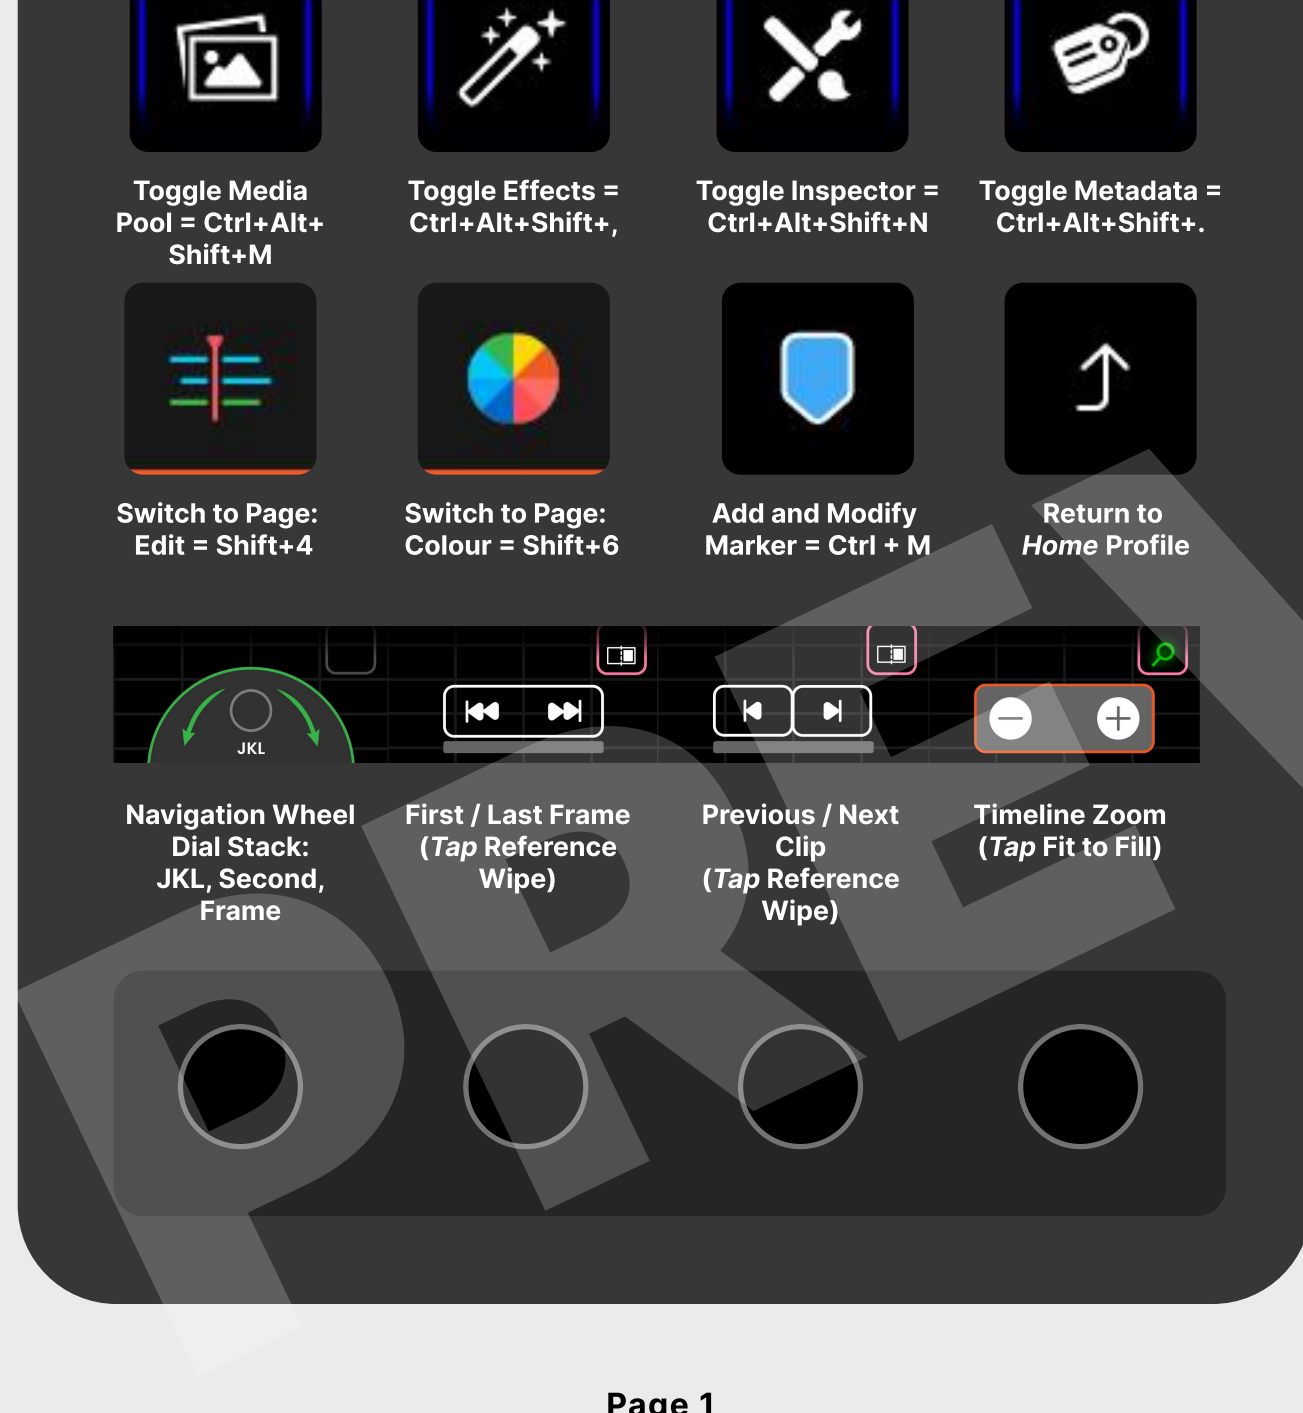 Toggle Media
Pool = Ctrl+Alt+
Shift+M
Toggle Effects =
Ctrl+Alt+Shift+,
Toggle Inspector =
Ctrl+Alt+Shift+N
Toggle Metadata =
Ctrl+Alt+Shift+.
Switch to Page:
Edit = Shift+4
Switch to Page:
Colour = Shift+6
Add and Modify
Marker = Ctrl + M
Return to
Home Profile
JKL
Navigation Wheel
Dial Stack:
JKL, Second,
Frame
First / Last Frame
(Tap Reference
Wipe)
Previous / Next
Clip
(Tap Reference
Wipe)
Timeline Zoom
(Tap Fit to Fill)
Page 1